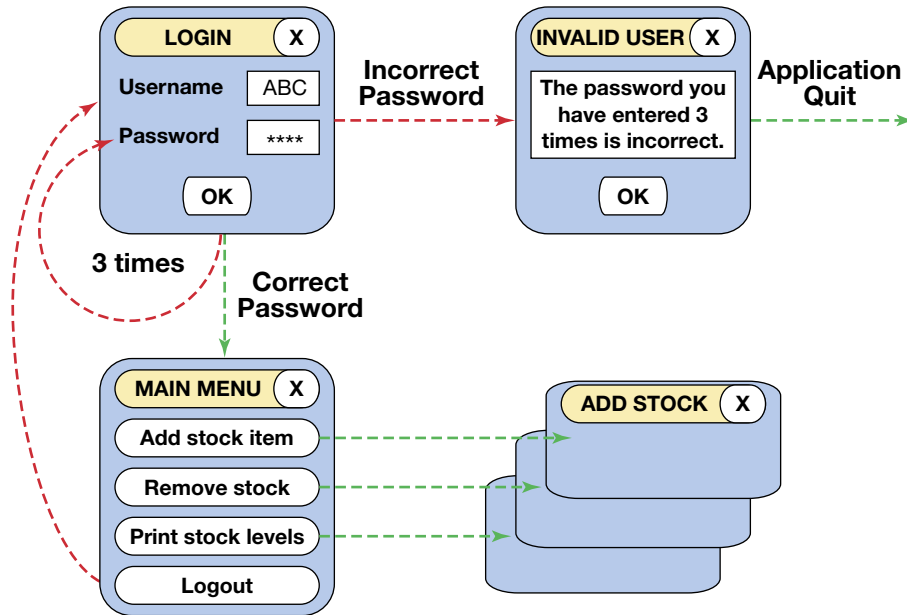 LOGIN X
Username ABC
Password ****
OK
Incorrect
Password
INVALID USER X
The password you
have entered 3
times is incorrect.
OK
Application
Quit
3 times
Correct
Password
MAIN MENU X
Add stock item
Remove stock
Print stock levels
Logout
ADD STOCK X